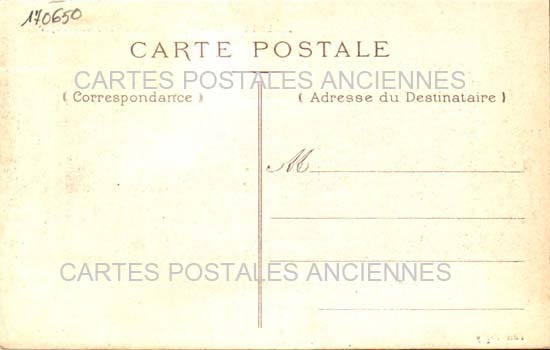 170650
CARTE POSTALE
CARTES POSTALES ANCIENNES
( Correspondance )
( Adresse du Destinataire )
M
CARTES POSTALES ANCIENNES